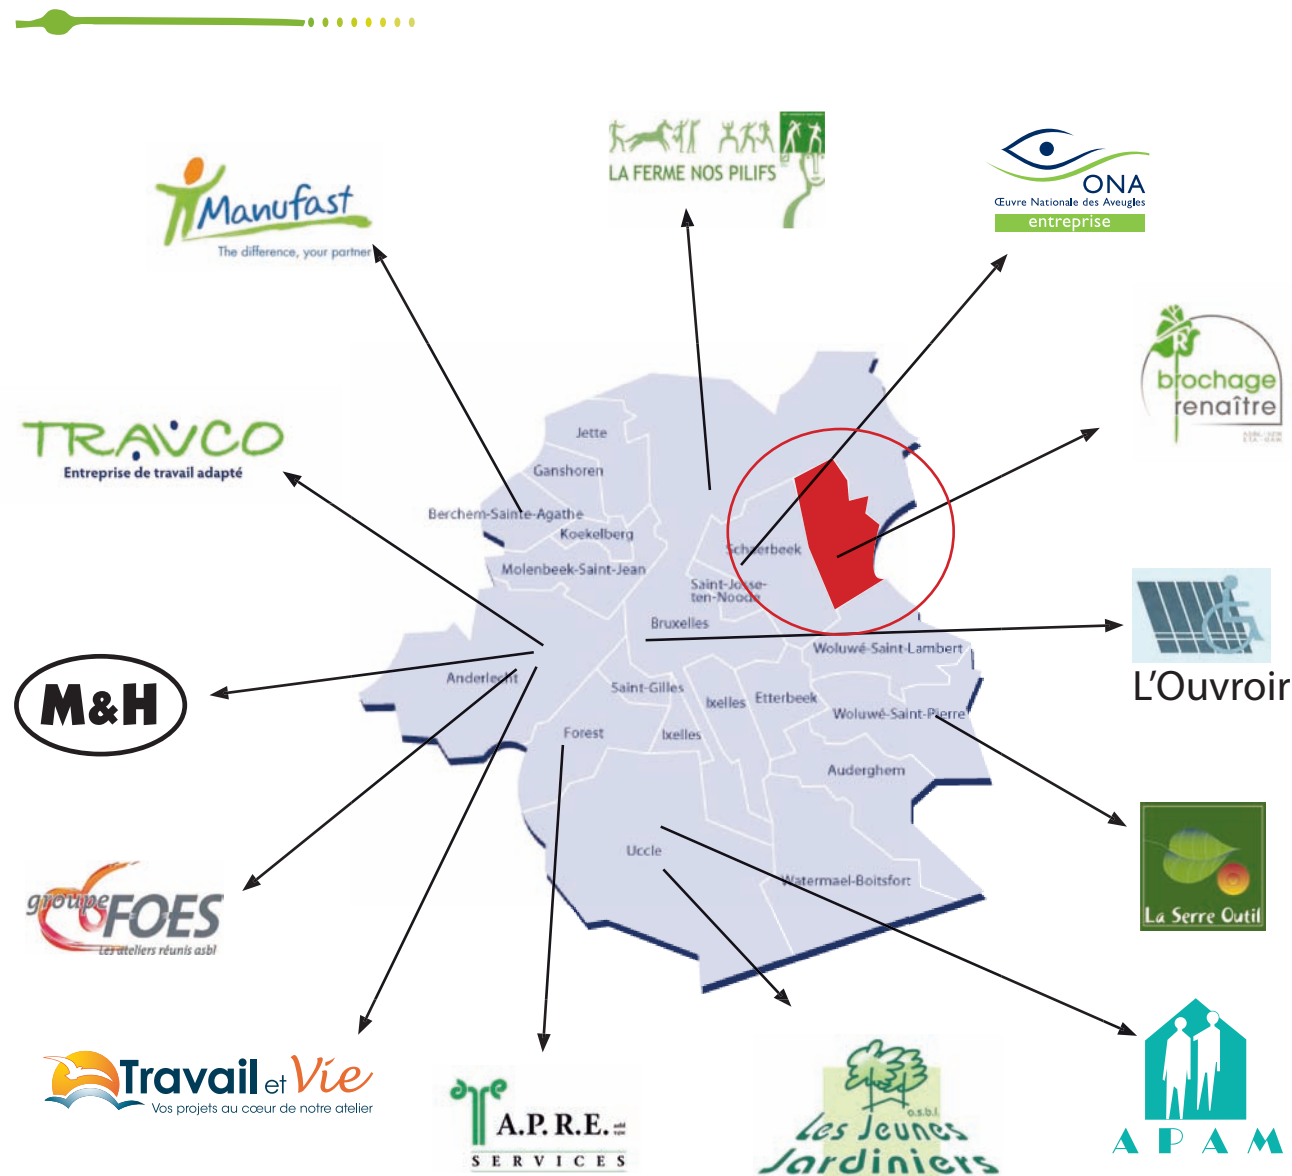 LA FERME NOS PILIFS
ONA
Œuvre Nationale des Aveugles
entreprise
Manufast
The difference, your partner
R
brochage
renaître
TRAVCO
Entreprise de travail adapté
Jette
Ganshoren
Berchem-Sainte-Agathe
Koekelberg
Schaerbeek
Molenbeek-Saint-Jean
Saint-Josse-
ten-Noode
Bruxelles
Woluwé-Saint-Lambert
L'Ouvroir
Anderlecht
Saint-Gilles
Ixelles
Etterbeek
Woluwé-Saint-Pierre
M&H
Forest
Ixelles
Auderghem
Uccle
Watermael-Boitsfort
La Serre Outil
groupe
FOES
Les ateliers réunis asbl
Travail et Vie
Vos projets au cœur de notre atelier
A.P.R.E.
SERVICES
o.s.b.l.
Les Jeunes
Jardiniers
APAM